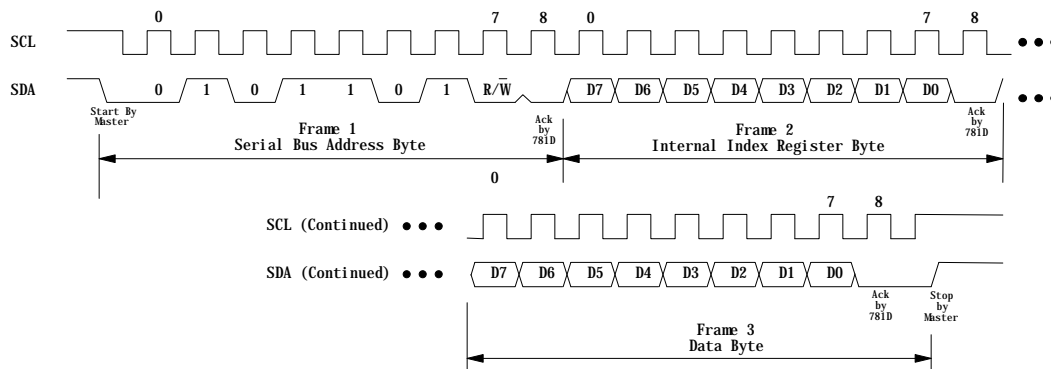 0 7 8 0 7 8
SCL
SDA 0 1 0 1 1 0 1 R/W̅ D7 D6 D5 D4 D3 D2 D1 D0
Start By
Master
Ack
by
781D
Ack
by
781D
Frame 1
Serial Bus Address Byte
Frame 2
Internal Index Register Byte
0
7 8
SCL (Continued)
SDA (Continued) D7 D6 D5 D4 D3 D2 D1 D0
Ack
by
781D
Stop
by
Master
Frame 3
Data Byte